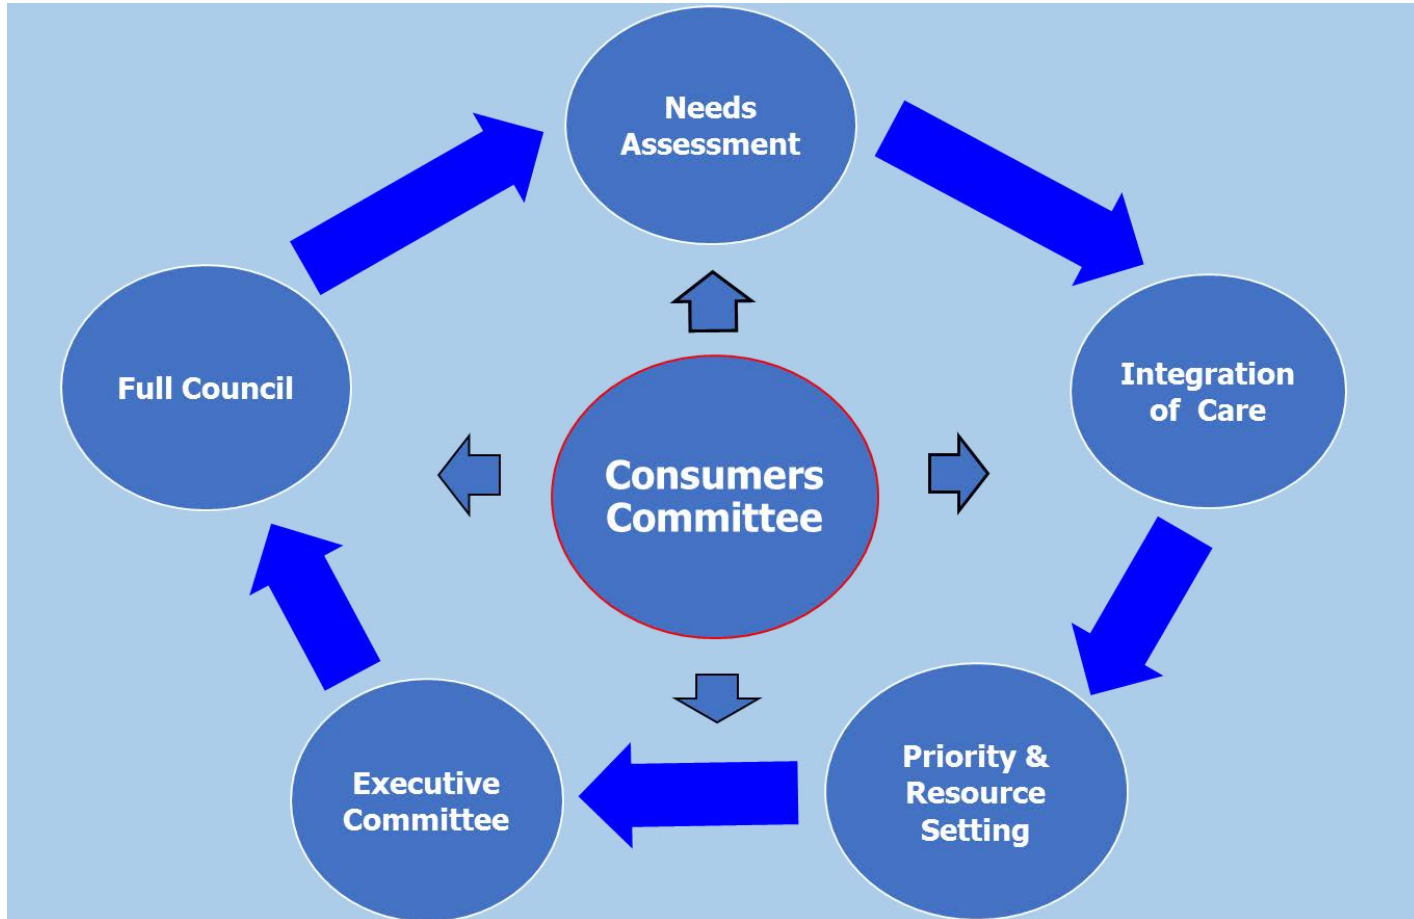 Needs
Assessment
Full Council
Integration
of Care
Consumers
Committee
Executive
Committee
Priority &
Resource
Setting